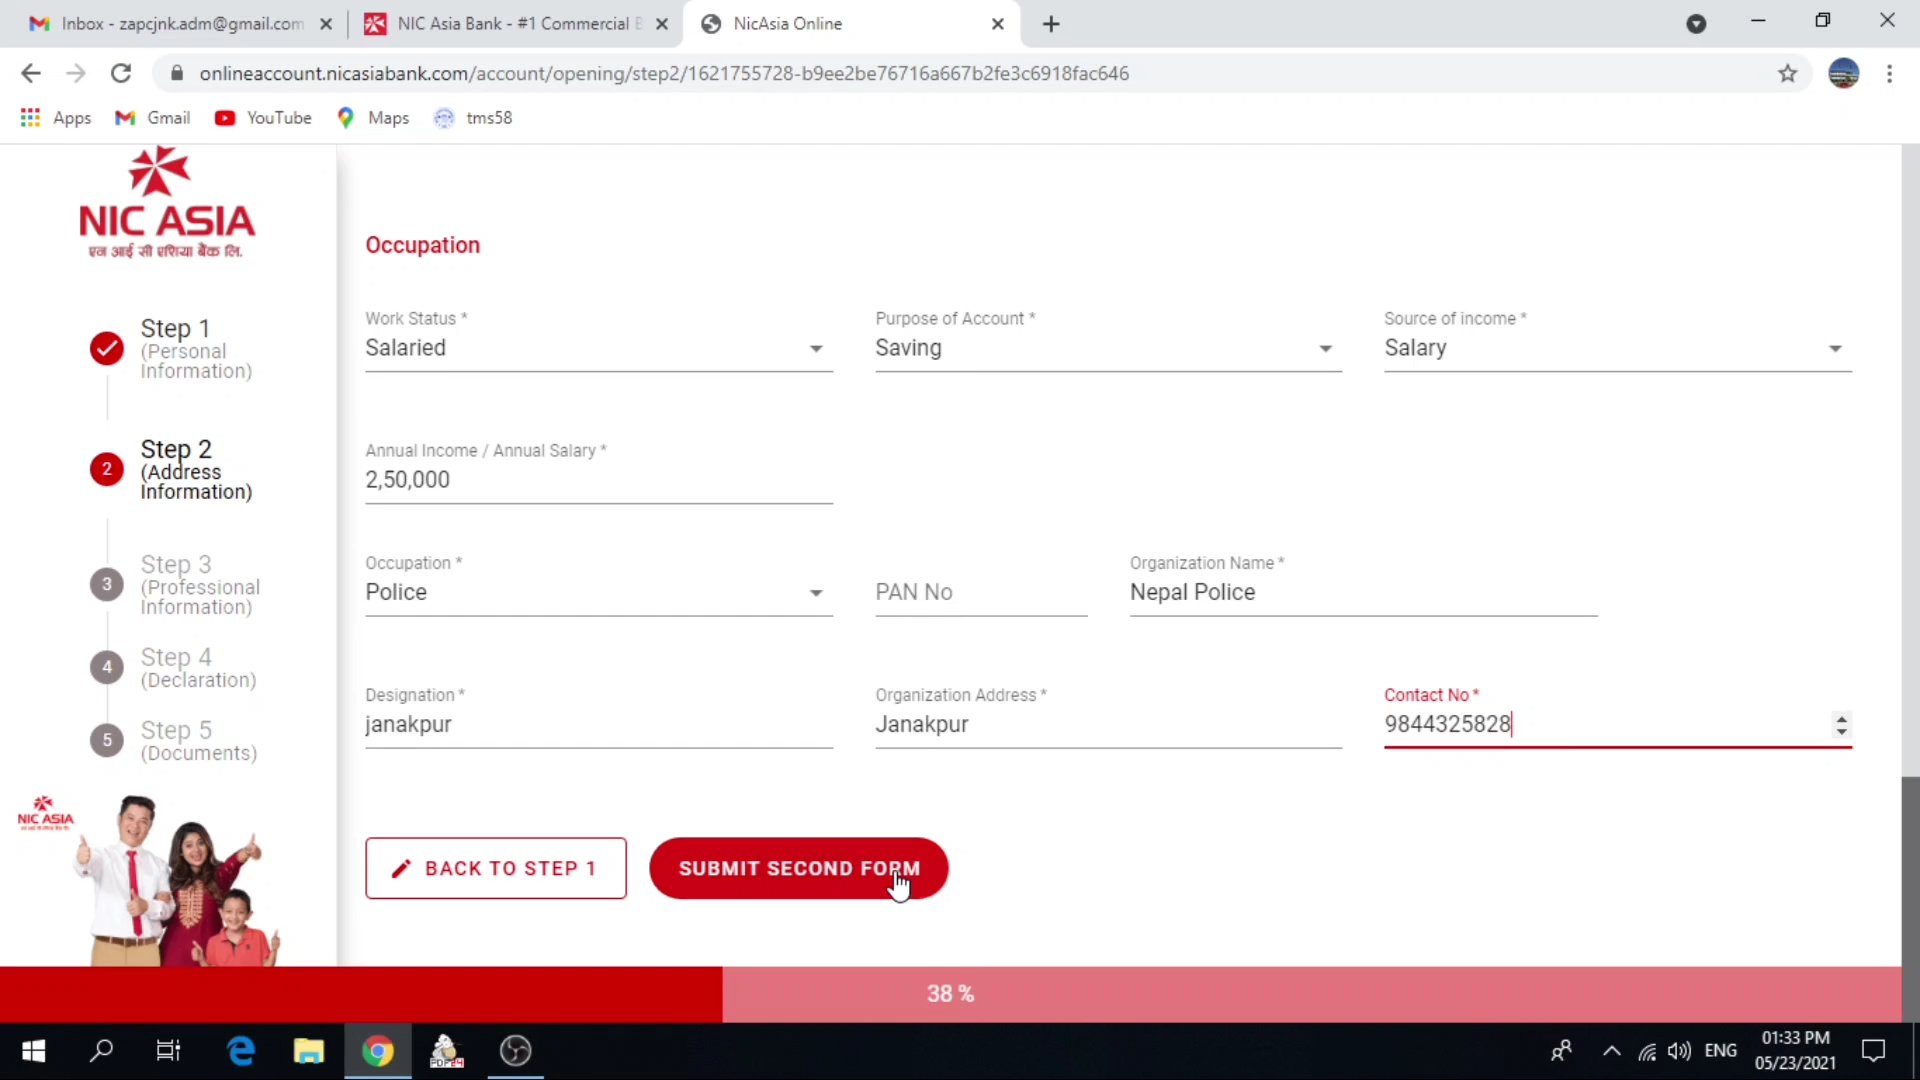 Inbox - zapcjnk.adm@gmail.com
NIC Asia Bank - #1 Commercial B
NicAsia Online
onlineaccount.nicasiabank.com/account/opening/step2/1621755728-b9ee2be76716a667b2fe3c6918fac646
Apps
Gmail
YouTube
Maps
tms58
NIC ASIA
एन आई सी एशिया बैंक लि.
Step 1
(Personal
Information)
Step 2
2
(Address
Information)
Step 3
3
(Professional
Information)
Step 4
4
(Declaration)
Step 5
5
(Documents)
NIC ASIA
Occupation
Work Status *
Salaried
Purpose of Account *
Saving
Source of income *
Salary
Annual Income / Annual Salary *
2,50,000
Occupation *
Police
PAN No
Organization Name *
Nepal Police
Designation *
janakpur
Organization Address *
Janakpur
Contact No *
9844325828
BACK TO STEP 1
SUBMIT SECOND FORM
38 %
PDF24
ENG
01:33 PM
05/23/2021